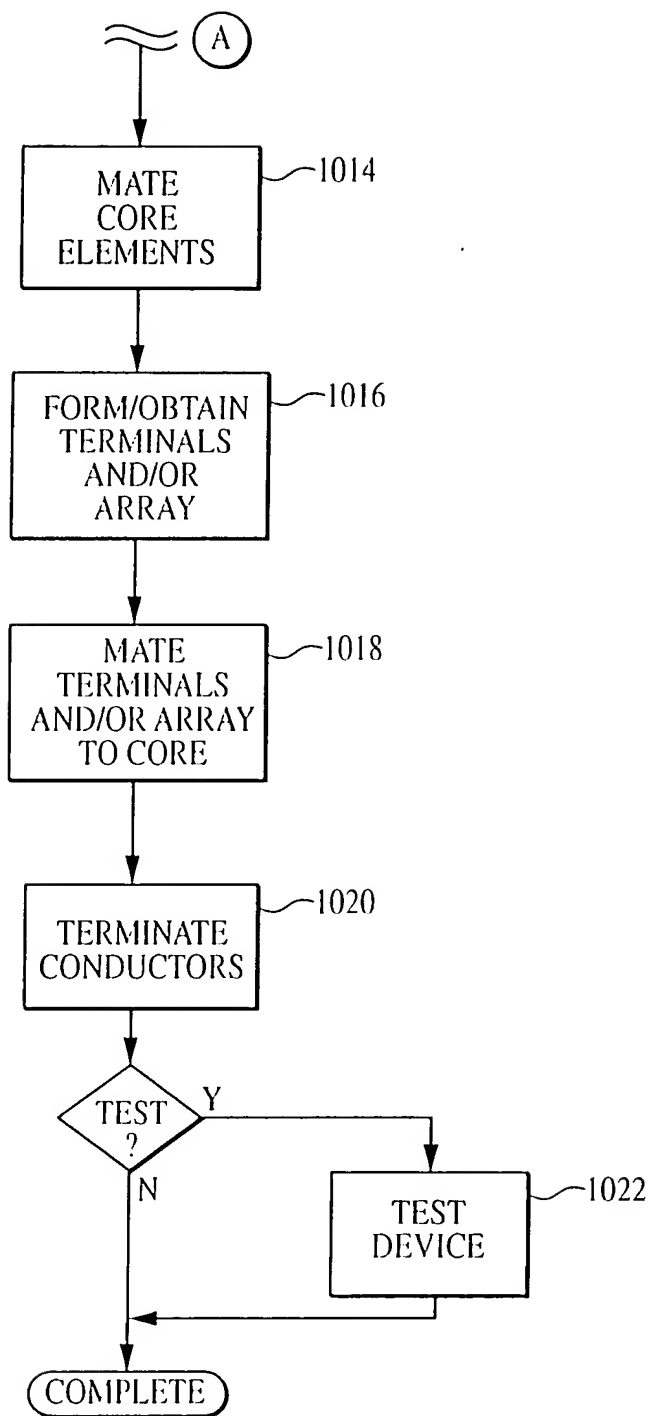 A
1014
MATE
CORE
ELEMENTS
1016
FORM/OBTAIN
TERMINALS
AND/OR
ARRAY
1018
MATE
TERMINALS
AND/OR ARRAY
TO CORE
1020
TERMINATE
CONDUCTORS
TEST
?
Y
N
1022
TEST
DEVICE
COMPLETE